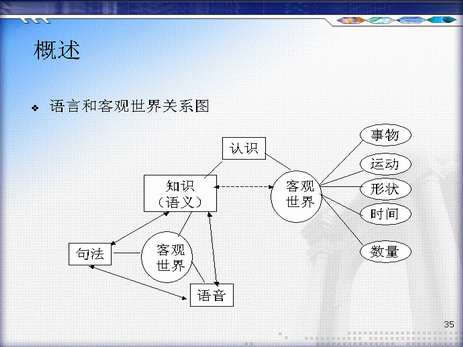 概述
语言和客观世界关系图
认识
事物
运动
形状
时间
数量
知识
(语义)
客观
世界
句法
客观
世界
语音
35